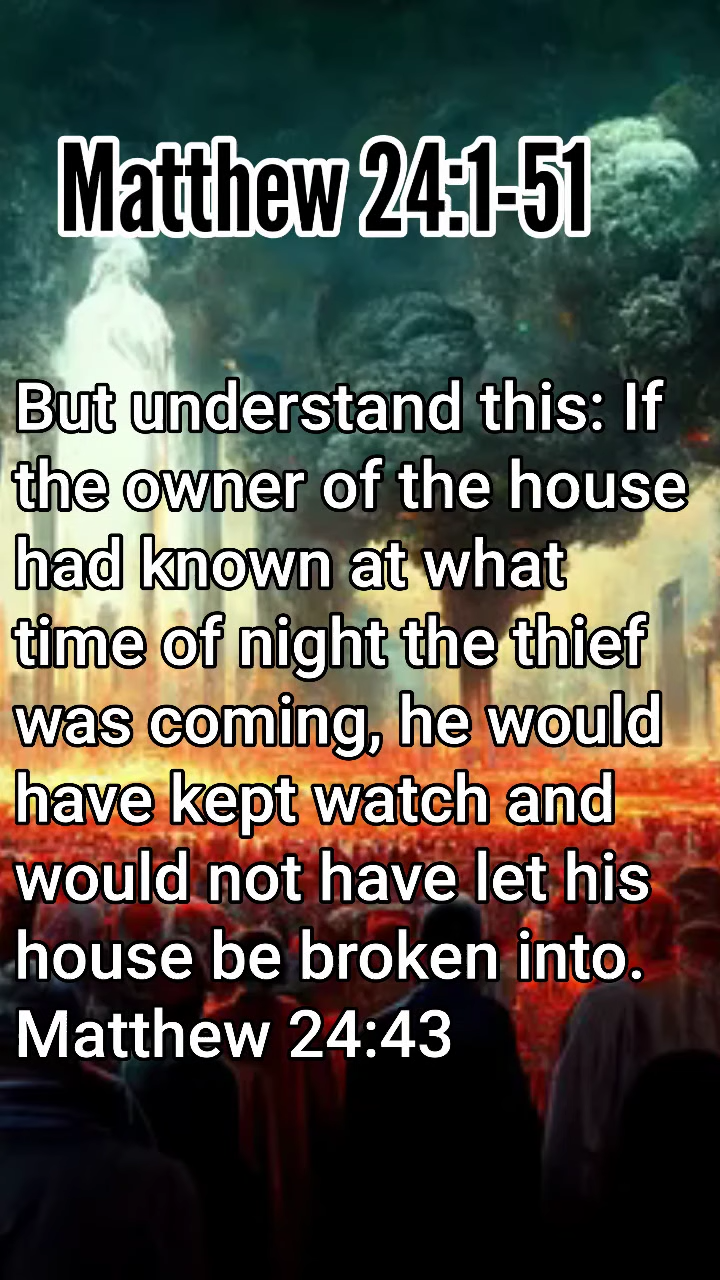 Matthew 24:1-51
But understand this: If
the owner of the house
had known at what
time of night the thief
was coming, he would
have kept watch and
would not have let his
house be broken into.
Matthew 24:43